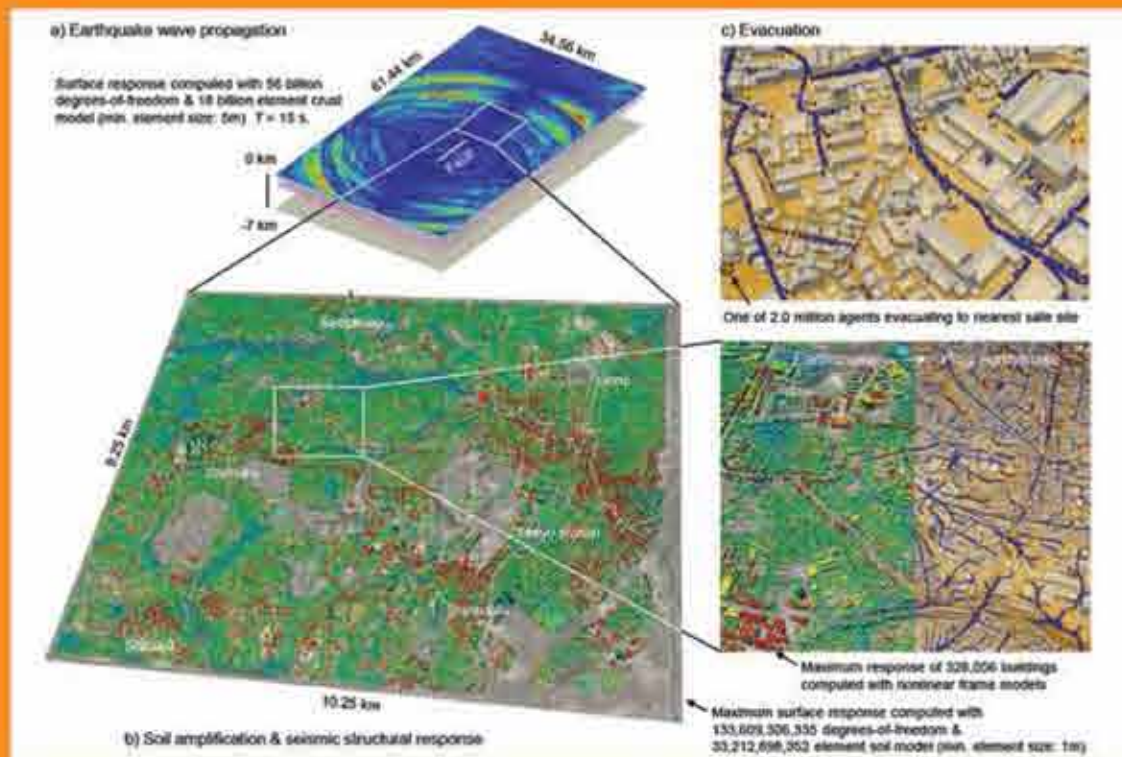 a) Earthquake wave propagation
Surface response computed with 56 billion
degrees-of-freedom & 18 billion element crust
model (min. element size: 5m) T = 15 s.
61.44 km
34.56 km
0 km
-7 km
Fault
c) Evacuation
One of 2.0 million agents evacuating to nearest safe site
9.25 km
10.25 km
Maximum response of 328,056 buildings
computed with nonlinear frame models
Maximum surface response computed with
133,609,306,335 degrees-of-freedom &
33,212,898,352 element soil model (min. element size: 1m)
b) Soil amplification & seismic structural response